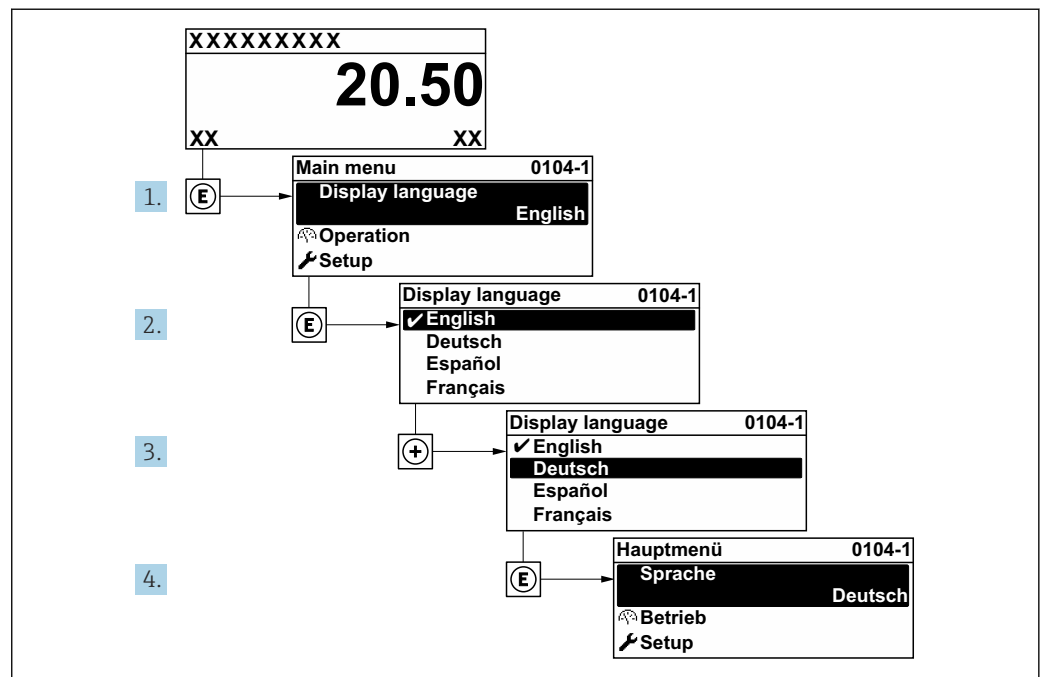 XXXXXXXXX
20.50
XX XX
1. E
Main menu 0104-1
Display language
English
Operation
Setup
2. E
Display language 0104-1
✔English
Deutsch
Español
Français
3. +
Display language 0104-1
✔English
Deutsch
Español
Français
4. E
Hauptmenü 0104-1
Sprache
Deutsch
Betrieb
Setup